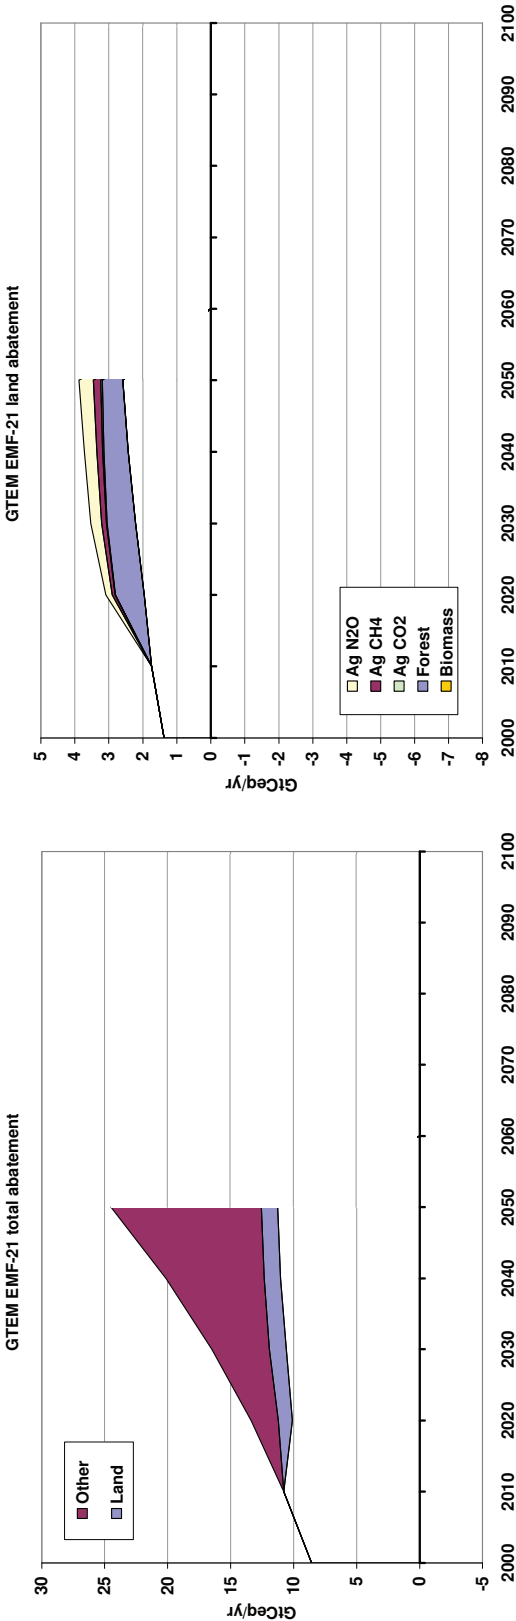 GTEM EMF-21 total abatement
30
25
20
15
10
5
0
-5
GtCeq/yr
Other
Land
2000 2010 2020 2030 2040 2050 2060 2070 2080 2090 2100
GTEM EMF-21 land abatement
5
4
3
2
1
0
-1
-2
-3
-4
-5
-6
-7
-8
GtCeq/yr
Ag N2O
Ag CH4
Ag CO2
Forest
Biomass
2000 2010 2020 2030 2040 2050 2060 2070 2080 2090 2100